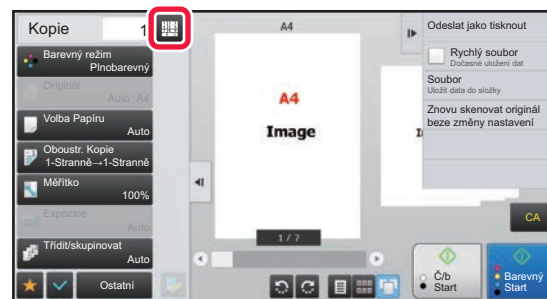 Kopie
1
Barevný režim
Plnobarevný
Originál
Auto A4
Volba Papíru
Auto
Oboustr. Kopie
1-Stranně→1-Stranně
Měřítko
100%
Expozice
Auto
Třídit/skupinovat
Auto
Ostatní
A4
A4
Image
1 / 7
Odeslat jako tisknout
Rychlý soubor
Dočasné uložení dat
Soubor
Uložit data do složky
Znovu skenovat originál
beze změny nastavení
CA
Č/b
Start
Barevný
Start